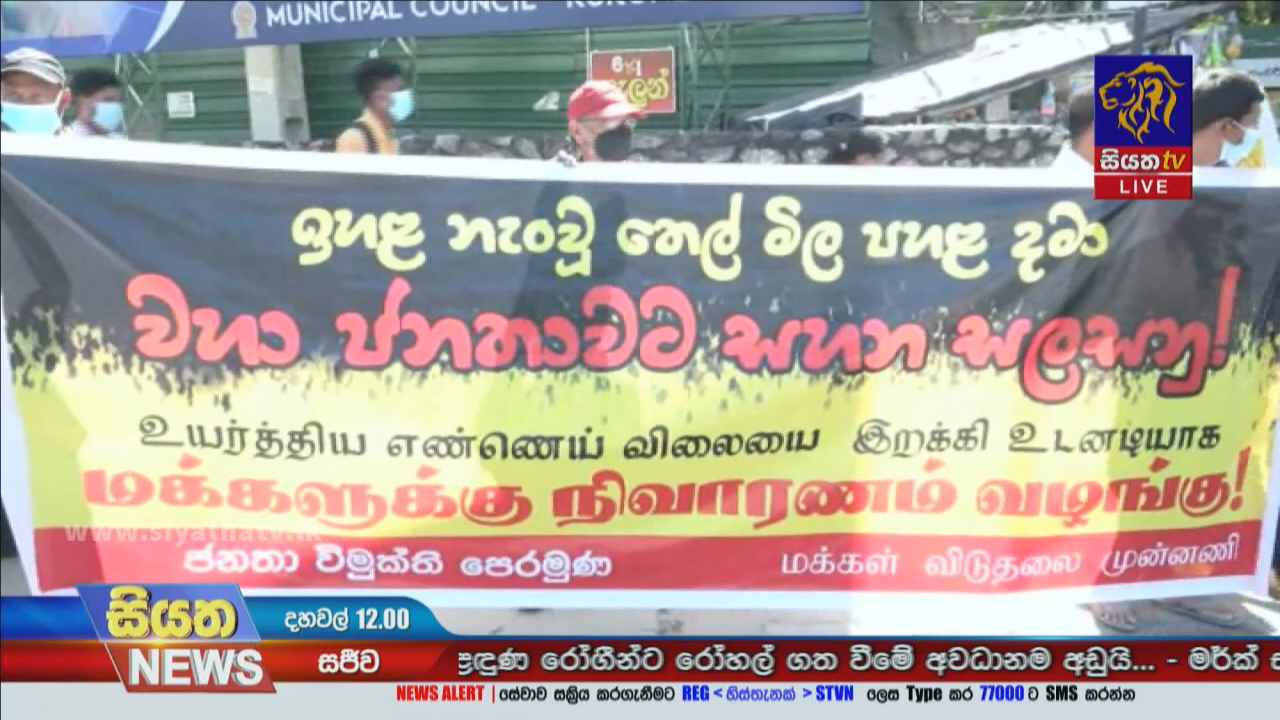 MUNICIPAL COUNCIL
සියත tv
LIVE
ඉහළ නැංවූ තෙල් මිල පහළ දමා
වහා ජනතාවට සහන සලසනු!
உயர்த்திய எண்ணெய் விலையை இறக்கி உடனடியாக
மக்களுக்கு நிவாரணம் வழங்கு!
www.siyathatv.lk
ජනතා විමුක්ති පෙරමුණ மக்கள் விடுதலை முன்னணி
සියත
NEWS
දහවල් 12.00
සජීව
රෝගීන්ට රෝහල් ගත වීමේ අවධානම අඩුයි... - මර්ක්
NEWS ALERT | සේවාව සක්‍රිය කරගැනීමට REG < හිස්තැනක් > STVN ලෙස Type කර 77000 ට SMS කරන්න